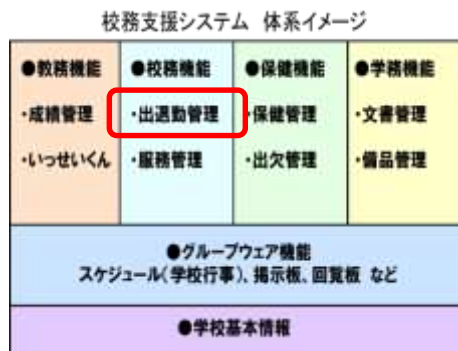 校務支援システム 体系イメージ
●教務機能 ●校務機能 ●保健機能 ●学務機能
・成績管理 ・出退勤管理 ・保健管理 ・文書管理
・いっせいくん ・服務管理 ・出欠管理 ・備品管理
●グループウェア機能
スケジュール(学校行事)、掲示板、回覧板 など
●学校基本情報